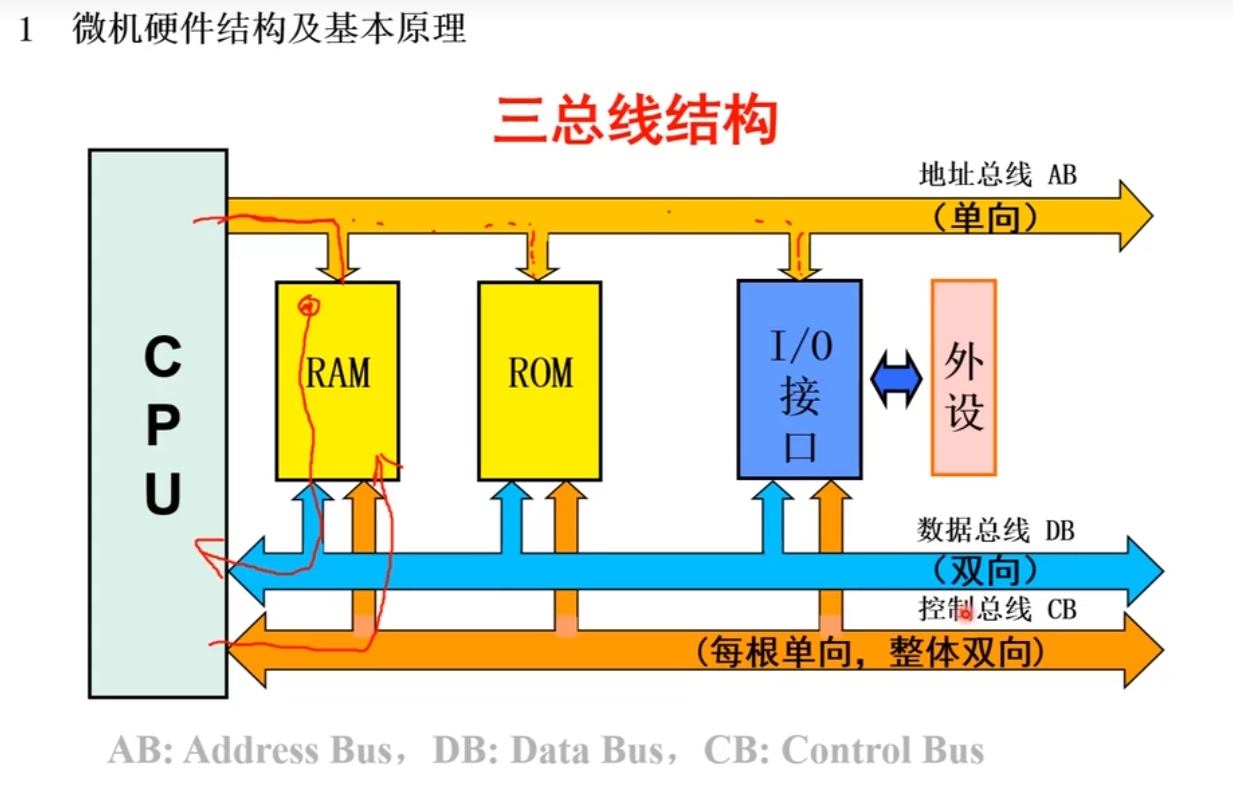 1 微机硬件结构及基本原理
三总线结构
地址总线 AB
（单向）
CPU
RAM
ROM
I/O接口
外设
数据总线 DB
（双向）
控制总线 CB
(每根单向，整体双向)
AB: Address Bus，DB: Data Bus，CB: Control Bus